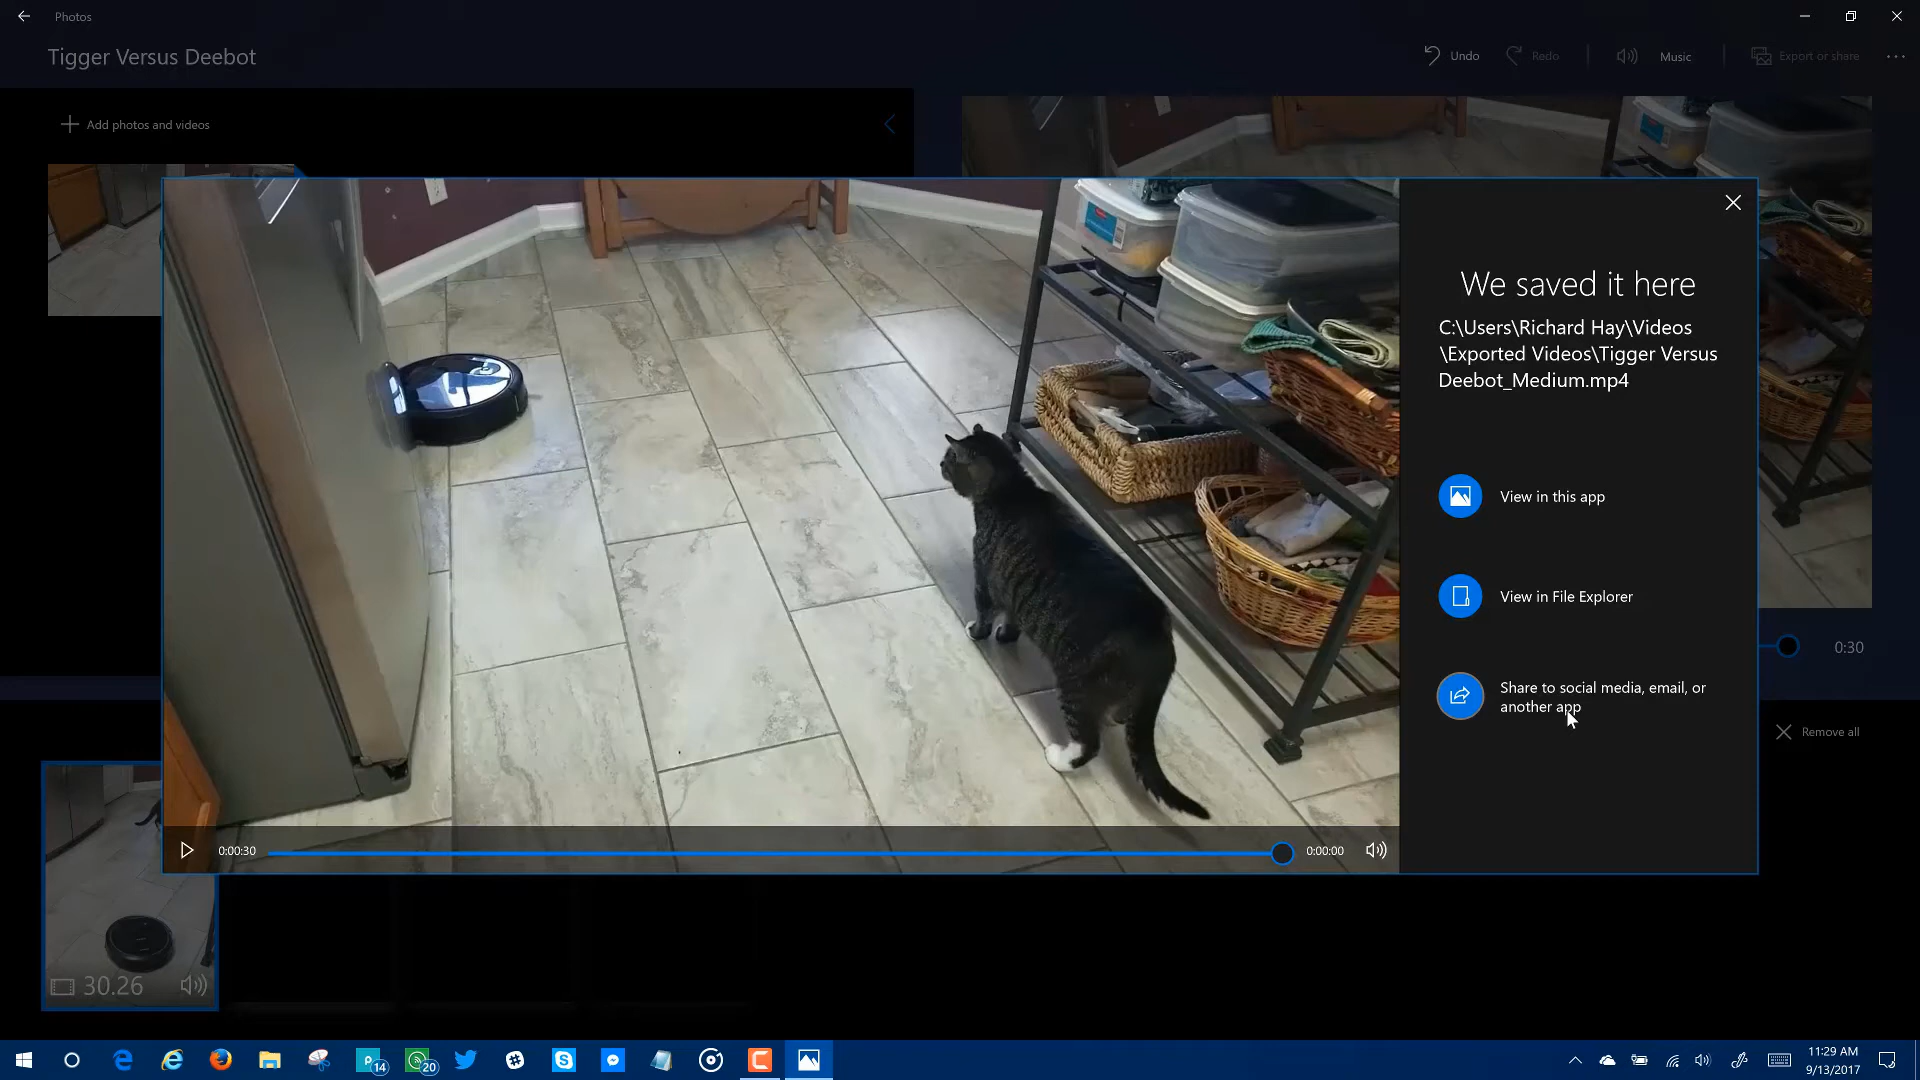 Photos
Tigger Versus Deebot
Undo
Redo
Music
Export or share
Add photos and videos
We saved it here
C:\Users\Richard Hay\Videos
\Exported Videos\Tigger Versus
Deebot_Medium.mp4
View in this app
View in File Explorer
Share to social media, email, or
another app
0:30
Remove all
0:00:30
0:00:00
30.26
14
20
11:29 AM
9/13/2017